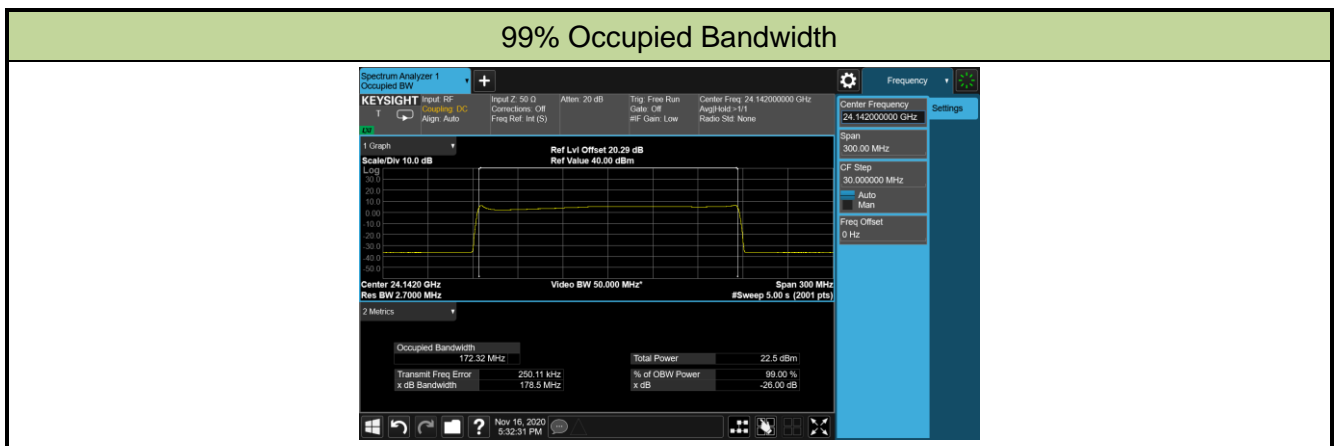 99% Occupied Bandwidth
Spectrum Analyzer 1
Occupied BW
+
Frequency
KEYSIGHT
T
Input: RF
Coupling: DC
Align: Auto
Input Z: 50 Ω
Corrections: Off
Freq Ref: Int (S)
Atten: 20 dB
Trig: Free Run
Gate: Off
#IF Gain: Low
Center Freq: 24.142000000 GHz
Avg|Hold:>1/1
Radio Std: None
Center Frequency
24.142000000 GHz
Settings
Span
300.00 MHz
CF Step
30.000000 MHz
Auto
Man
Freq Offset
0 Hz
1 Graph
Scale/Div 10.0 dB
Ref Lvl Offset 20.29 dB
Ref Value 40.00 dBm
Log
30.0
20.0
10.0
0.00
-10.0
-20.0
-30.0
-40.0
-50.0
Center 24.1420 GHz
Video BW 50.000 MHz*
Span 300 MHz
Res BW 2.7000 MHz
#Sweep 5.00 s (2001 pts)
2 Metrics
Occupied Bandwidth
172.32 MHz
Total Power 22.5 dBm
Transmit Freq Error 250.11 kHz
% of OBW Power 99.00 %
x dB Bandwidth 178.5 MHz
x dB -26.00 dB
?
Nov 16, 2020
5:32:31 PM